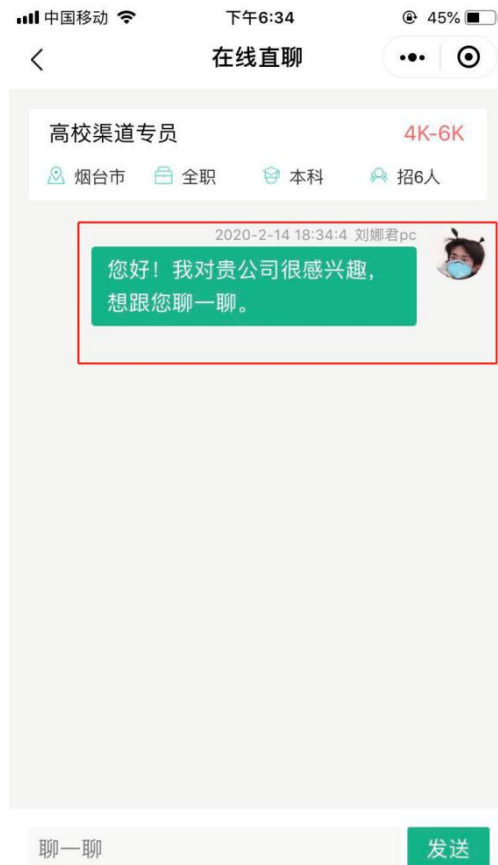 中国移动 下午6:34 45%
在线直聊
高校渠道专员 4K-6K
烟台市 全职 本科 招6人
2020-2-14 18:34:4 刘娜君pc
您好！我对贵公司很感兴趣，
想跟您聊一聊。
聊一聊 发送